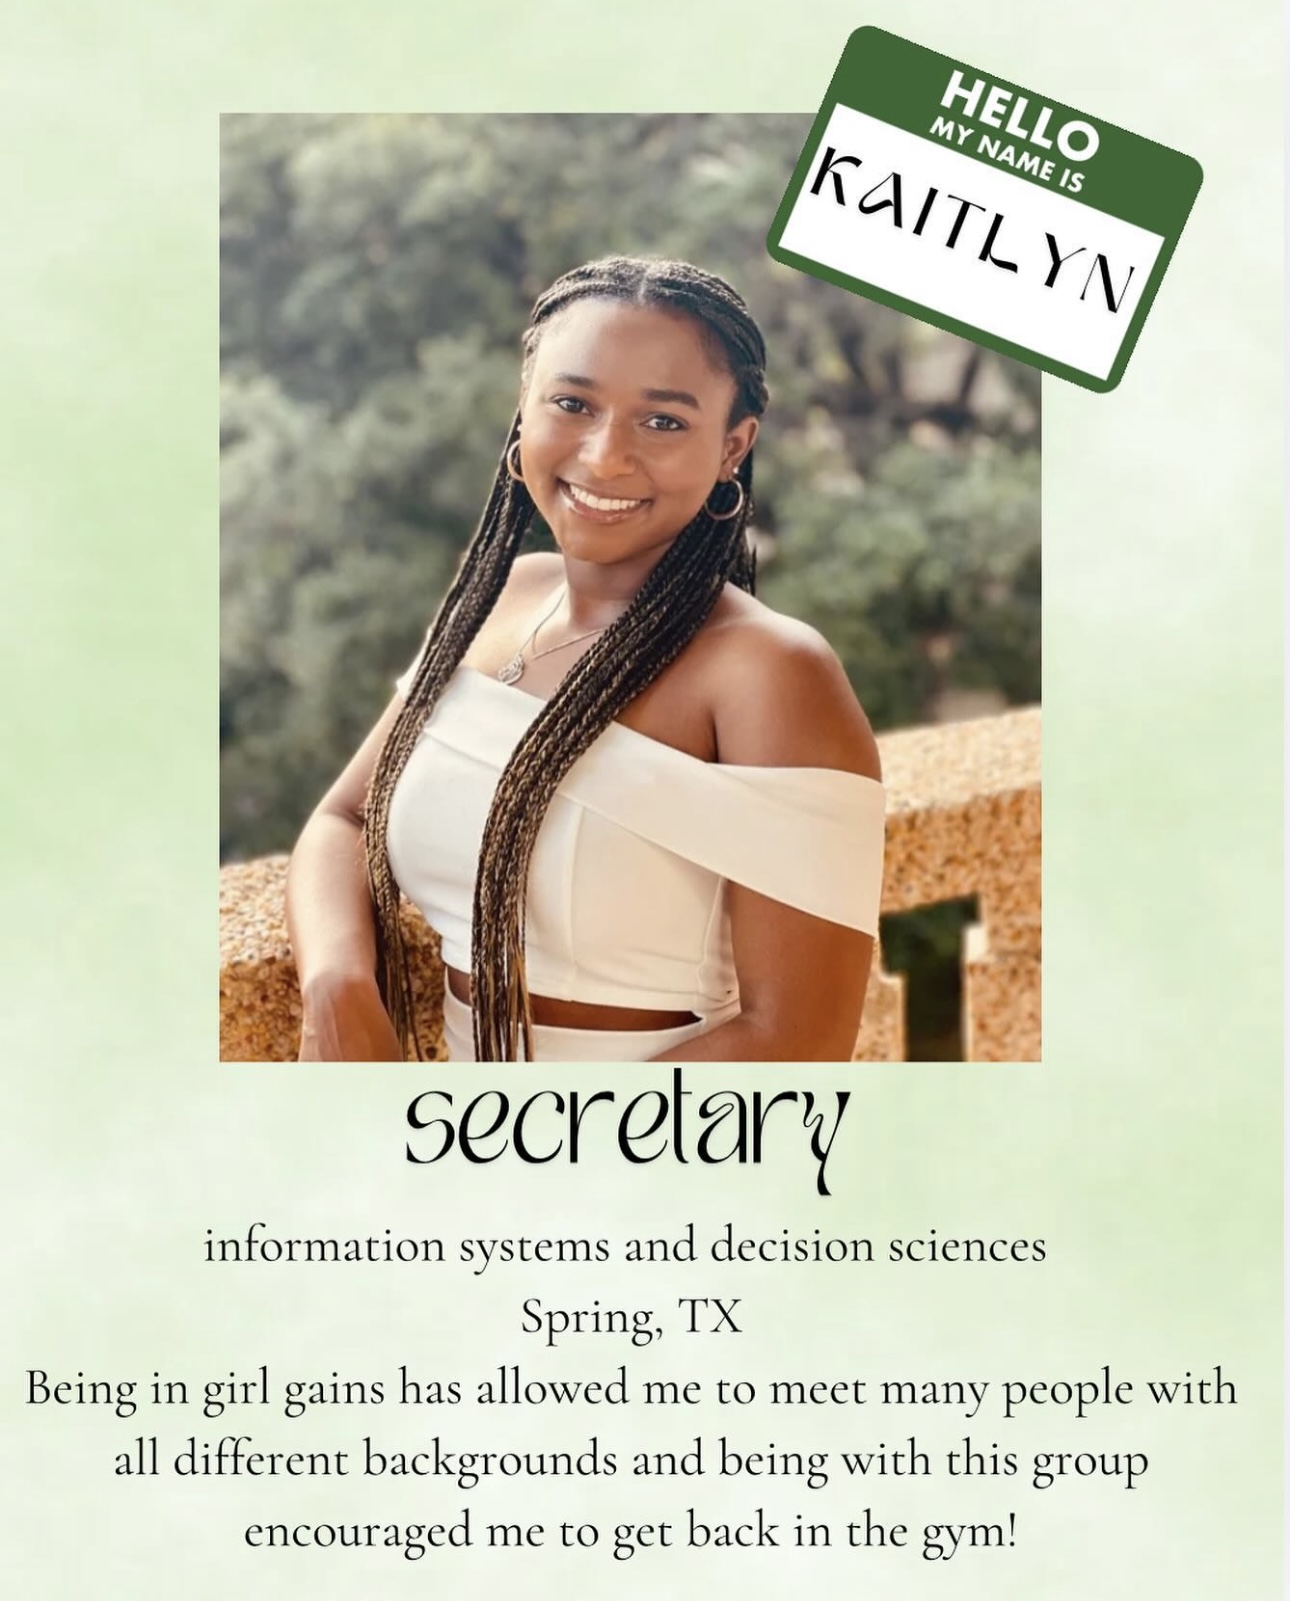 HELLO
MY NAME IS
KAITLYN
secretary
information systems and decision sciences
Spring, TX
Being in girl gains has allowed me to meet many people with
all different backgrounds and being with this group
encouraged me to get back in the gym!